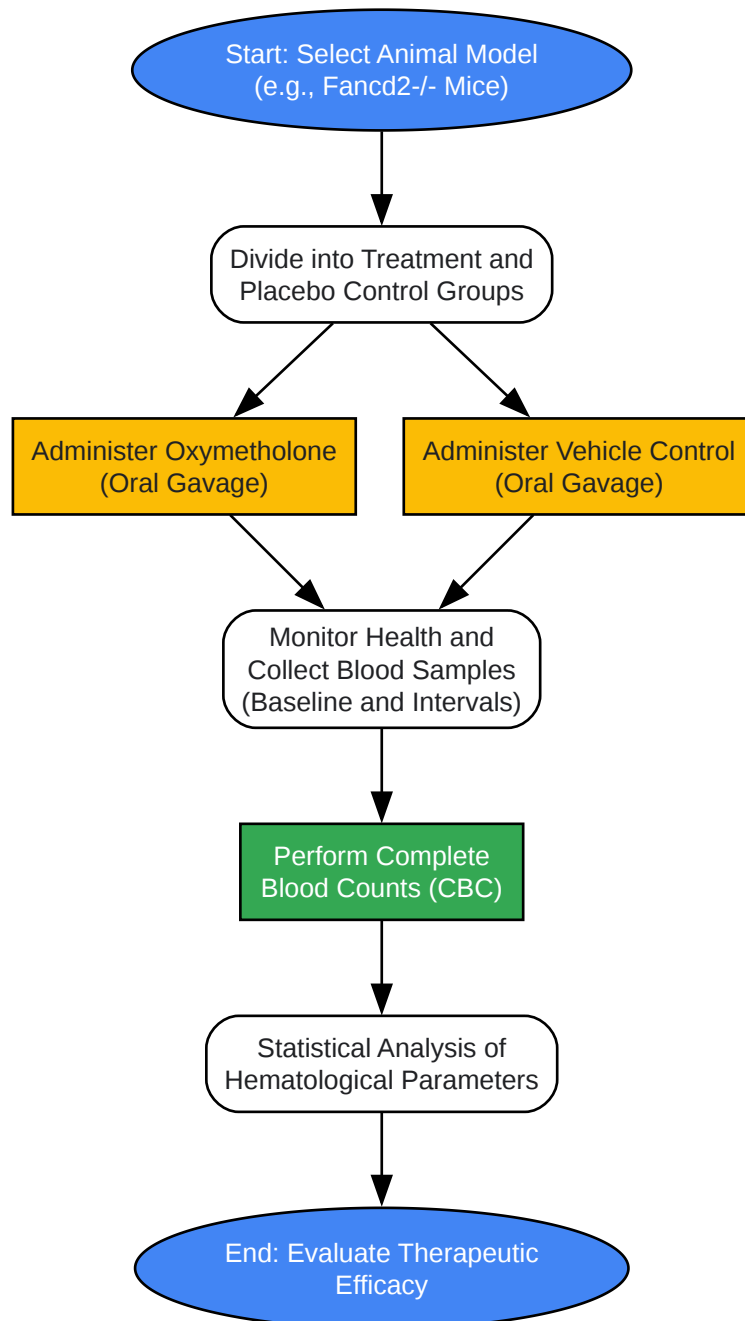 Start: Select Animal Model
(e.g., Fancd2-/- Mice)
Divide into Treatment and
Placebo Control Groups
Administer Oxymetholone
(Oral Gavage)
Administer Vehicle Control
(Oral Gavage)
Monitor Health and
Collect Blood Samples
(Baseline and Intervals)
Perform Complete
Blood Counts (CBC)
Statistical Analysis of
Hematological Parameters
End: Evaluate Therapeutic
Efficacy